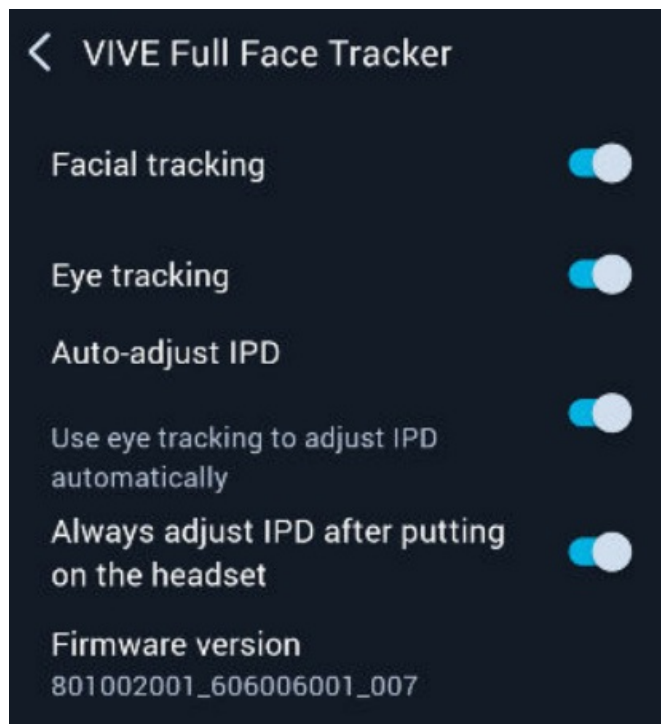 VIVE Full Face Tracker
Facial tracking
Eye tracking
Auto-adjust IPD
Use eye tracking to adjust IPD
automatically
Always adjust IPD after putting
on the headset
Firmware version
801002001_606006001_007